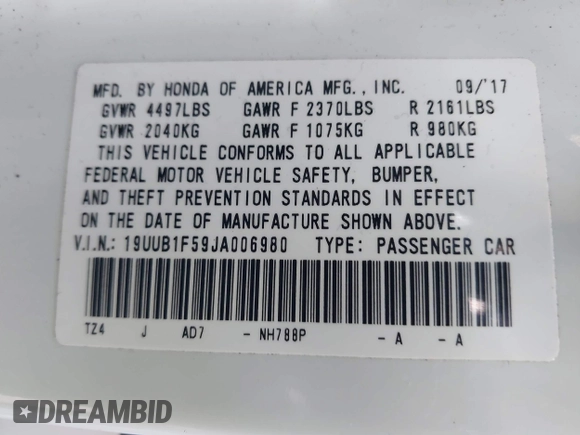 MFD. BY HONDA OF AMERICA MFG., INC. 09/'17
GVWR 4497LBS GAWR F 2370LBS R 2161LBS
GVWR 2040KG GAWR F 1075KG R 980KG
THIS VEHICLE CONFORMS TO ALL APPLICABLE
FEDERAL MOTOR VEHICLE SAFETY, BUMPER,
AND THEFT PREVENTION STANDARDS IN EFFECT
ON THE DATE OF MANUFACTURE SHOWN ABOVE.
V.I.N.: 19UUB1F59JA006980 TYPE: PASSENGER CAR
TZ4 J AD7 - NH788P - A - A
DREAMBID